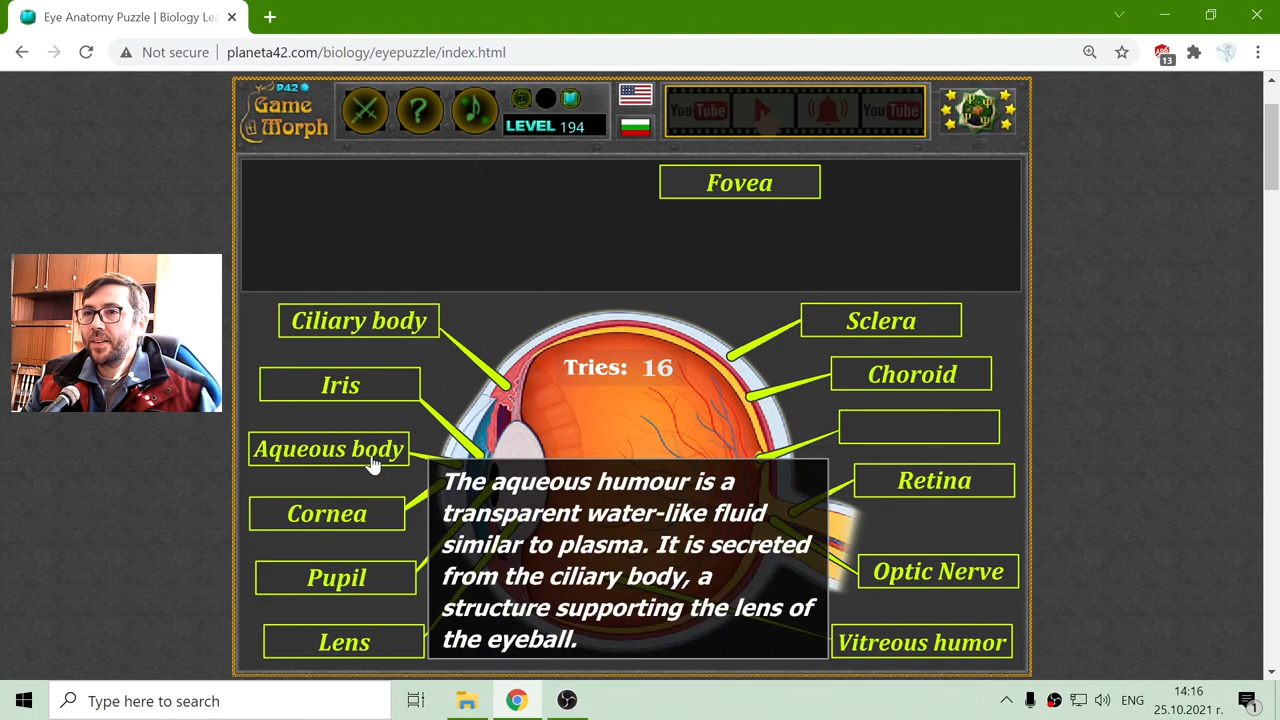 Eye Anatomy Puzzle | Biology Lea
Not secure
planeta42.com/biology/eyepuzzle/index.html
13
P42
Game
Morph
?
LEVEL 194
YouTube
YouTube
Fovea
Ciliary body
Sclera
Tries: 16
Iris
Choroid
Aqueous body
Retina
Cornea
The aqueous humour is a
transparent water-like fluid
similar to plasma. It is secreted
from the ciliary body, a
structure supporting the lens of
the eyeball.
Pupil
Optic Nerve
Lens
Vitreous humor
Type here to search
ENG
14:16
25.10.2021 г.
1